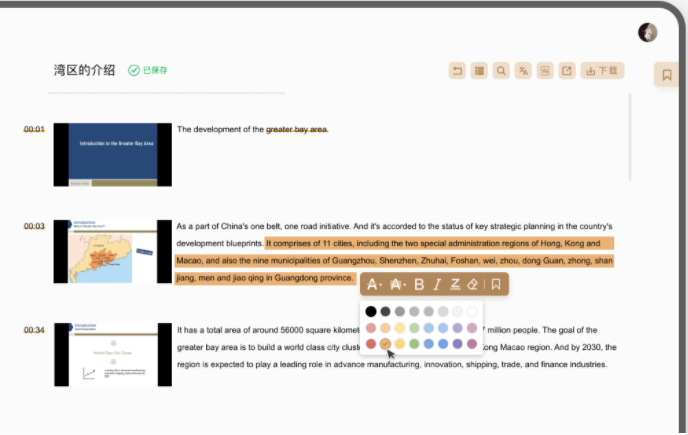 湾区的介绍
已保存
下载
00:01
Introduction to the Greater Bay Area
The development of the greater bay area.
00:03
Introduction
As a part of China's one belt, one road initiative. And it's accorded to the status of key strategic planning in the country's
development blueprints. It comprises of 11 cities, including the two special administration regions of Hong, Kong and
Macao, and also the nine municipalities of Guangzhou, Shenzhen, Zhuhai, Foshan, wei, zhou, dong Guan, zhong, shan
jiang, men and jiao qing in Guangdong province.
A A B I Z
00:34
Introduction
World Class City Cluster
It has a total area of around 56000 square kilomet
7 million people. The goal of the
greater bay area is to build a world class city cluste
ong Macao region. And by 2030, the
region is expected to play a leading role in advance manufacturing, innovation, shipping, trade, and finance industries.